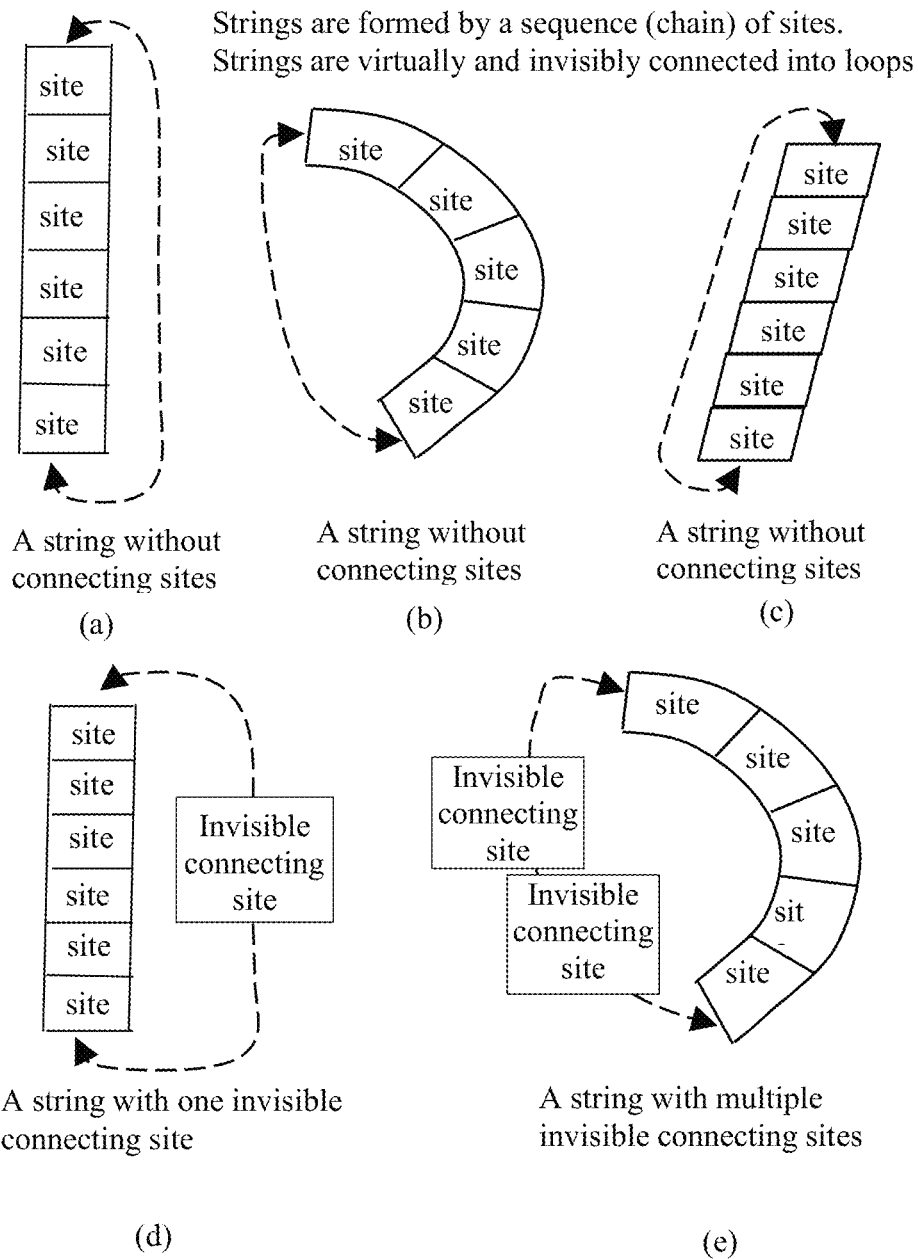 Strings are formed by a sequence (chain) of sites.
Strings are virtually and invisibly connected into loops
site
site
site
site
site
site
A string without
connecting sites
(a)
site
site
site
site
site
A string without
connecting sites
(b)
site
site
site
site
site
site
A string without
connecting sites
(c)
site
site
site
site
site
site
Invisible
connecting
site
A string with one invisible
connecting site
(d)
Invisible
connecting
site
Invisible
connecting
site
site
site
site
sit
site
A string with multiple
invisible connecting sites
(e)